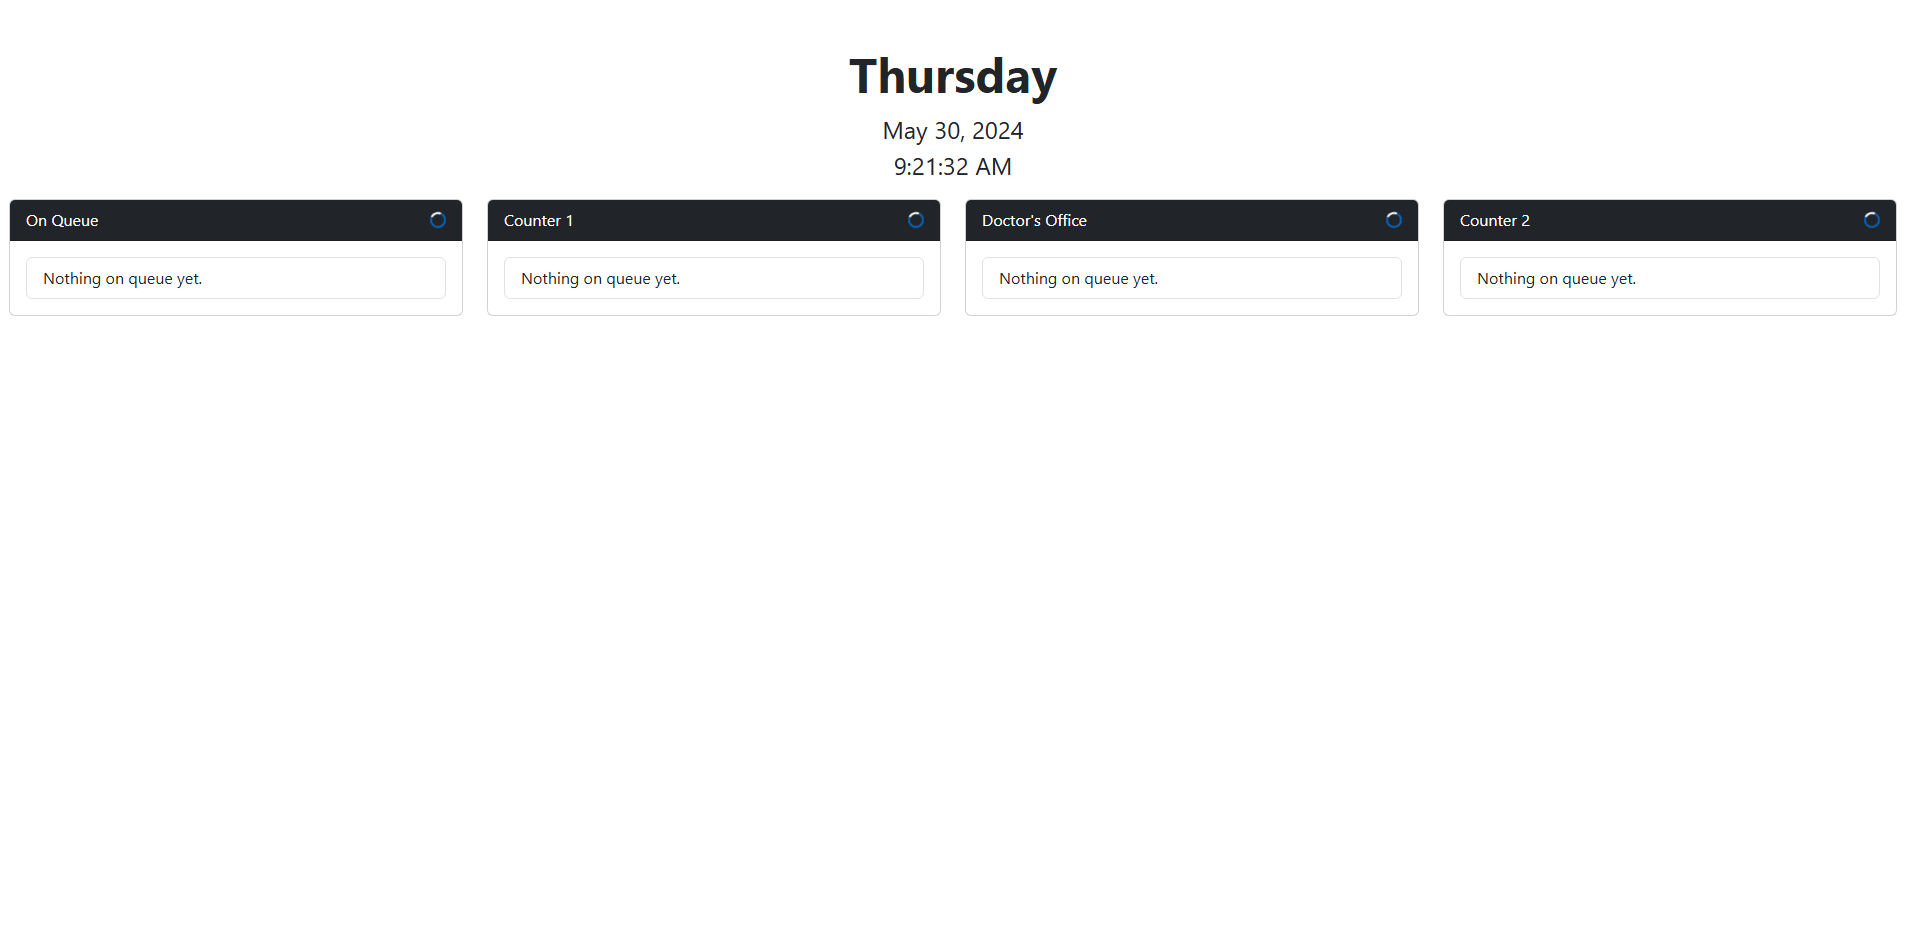 Thursday
May 30, 2024
9:21:32 AM
On Queue
Nothing on queue yet.
Counter 1
Nothing on queue yet.
Doctor's Office
Nothing on queue yet.
Counter 2
Nothing on queue yet.